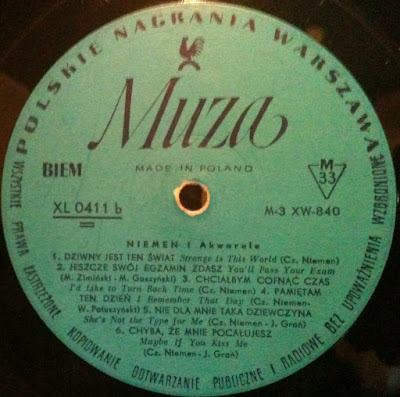 POLSKIE NAGRANIA WARSZAWA
Muza
MADE IN POLAND
BIEM
M
33
XL 0411 b
M-3 XW-840
NIEMEN i Akwarele
1. DZIWNY JEST TEN ŚWIAT Strange Is This World (Cz. Niemen)
2. JESZCZE SWÓJ EGZAMIN ZDASZ You'll Pass Your Exam
(M. Zimiński - M. Gaszyński) 3. CHCIAŁBYM COFNĄĆ CZAS
I'd Like to Turn Back Time (Cz. Niemen) 4. PAMIĘTAM
TEN DZIEŃ I Remember That Day (Cz. Niemen-
W. Patuszyński) 5. NIE DLA MNIE TAKA DZIEWCZYNA
She's Not the Type for Me (Cz. Niemen - J. Grań)
6. CHYBA, ŻE MNIE POCAŁUJESZ
Maybe If You Kiss Me
(Cz. Niemen-J. Grań)
WSZYSTKIE PRAWA ZASTRZEŻONE. KOPIOWANIE ODTWARZANIE PUBLICZNE I RADIOWE BEZ UPOWAŻNIENIA WZBRONIONE